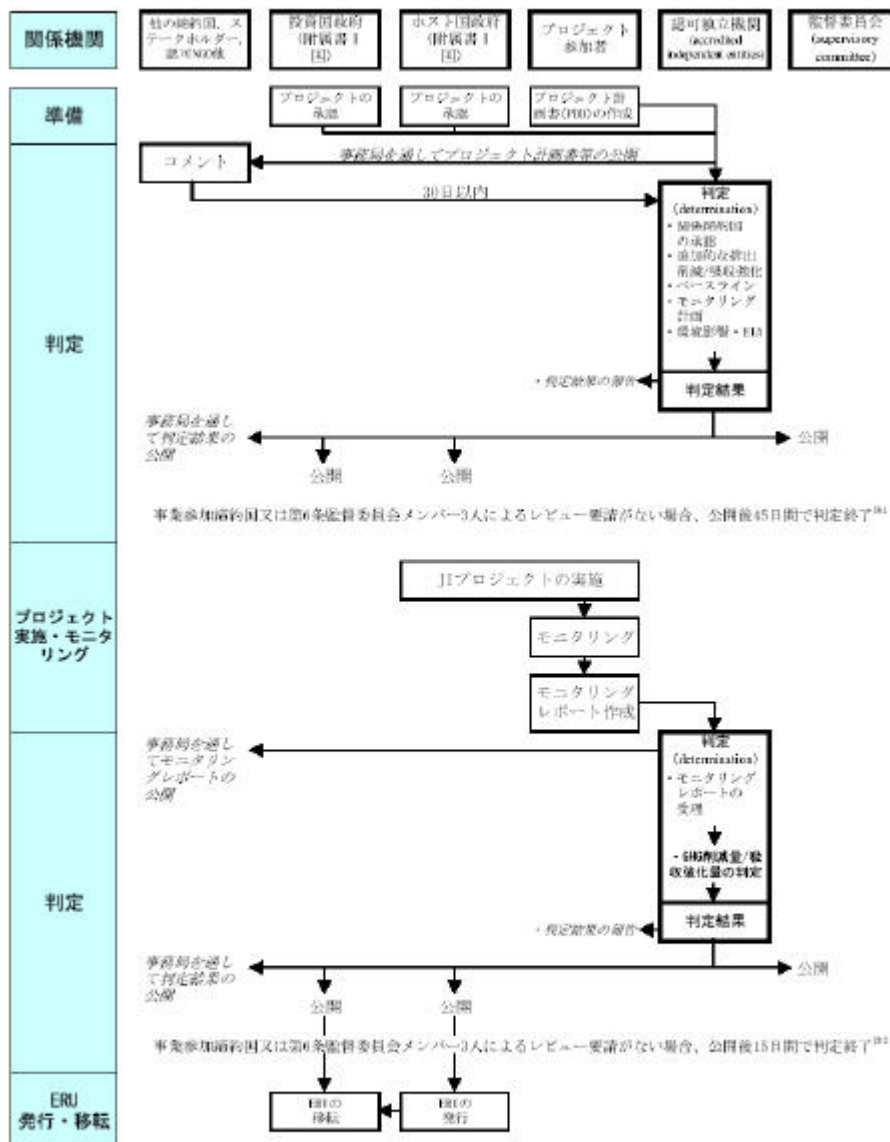 関係機関
他の締約国、ス
テークホルダー、
認可NGO他
投資国政府
(附属書I
国)
ホスト国政府
(附属書I
国)
プロジェクト
参加者
認可独立機関
(accredited
independent entities)
監督委員会
(supervisory
committee)
準備
プロジェクトの
承認
プロジェクトの
承認
プロジェクト計
画書(PDD)の作成
判定
コメント
事務局を通してプロジェクト計画書等の公開
30日以内
判定
(determination)
・関係締約国
の承認
・追加的な排出
削減/吸収強化
・ベースライン
・モニタリング
計画
・環境影響・EIA
・判定結果の報告
判定結果
事務局を通し
て判定結果の
公開
公開
公開
公開
事業参加締約国又は第6条監督委員会メンバー3人によるレビュー要請がない場合、公開後45日間で判定終了
プロジェクト
実施・モニタ
リング
JIプロジェクトの実施
モニタリング
モニタリング
レポート作成
判定
事務局を通し
てモニタリン
グレポートの
公開
判定
(determination)
・モニタリング
レポートの
受理
・GHG削減量/吸
収強化量の判定
・判定結果の報告
判定結果
事務局を通し
て判定結果の
公開
公開
公開
公開
事業参加締約国又は第6条監督委員会メンバー3人によるレビュー要請がない場合、公開後15日間で判定終了
ERU
発行・移転
ERUの
移転
ERUの
発行